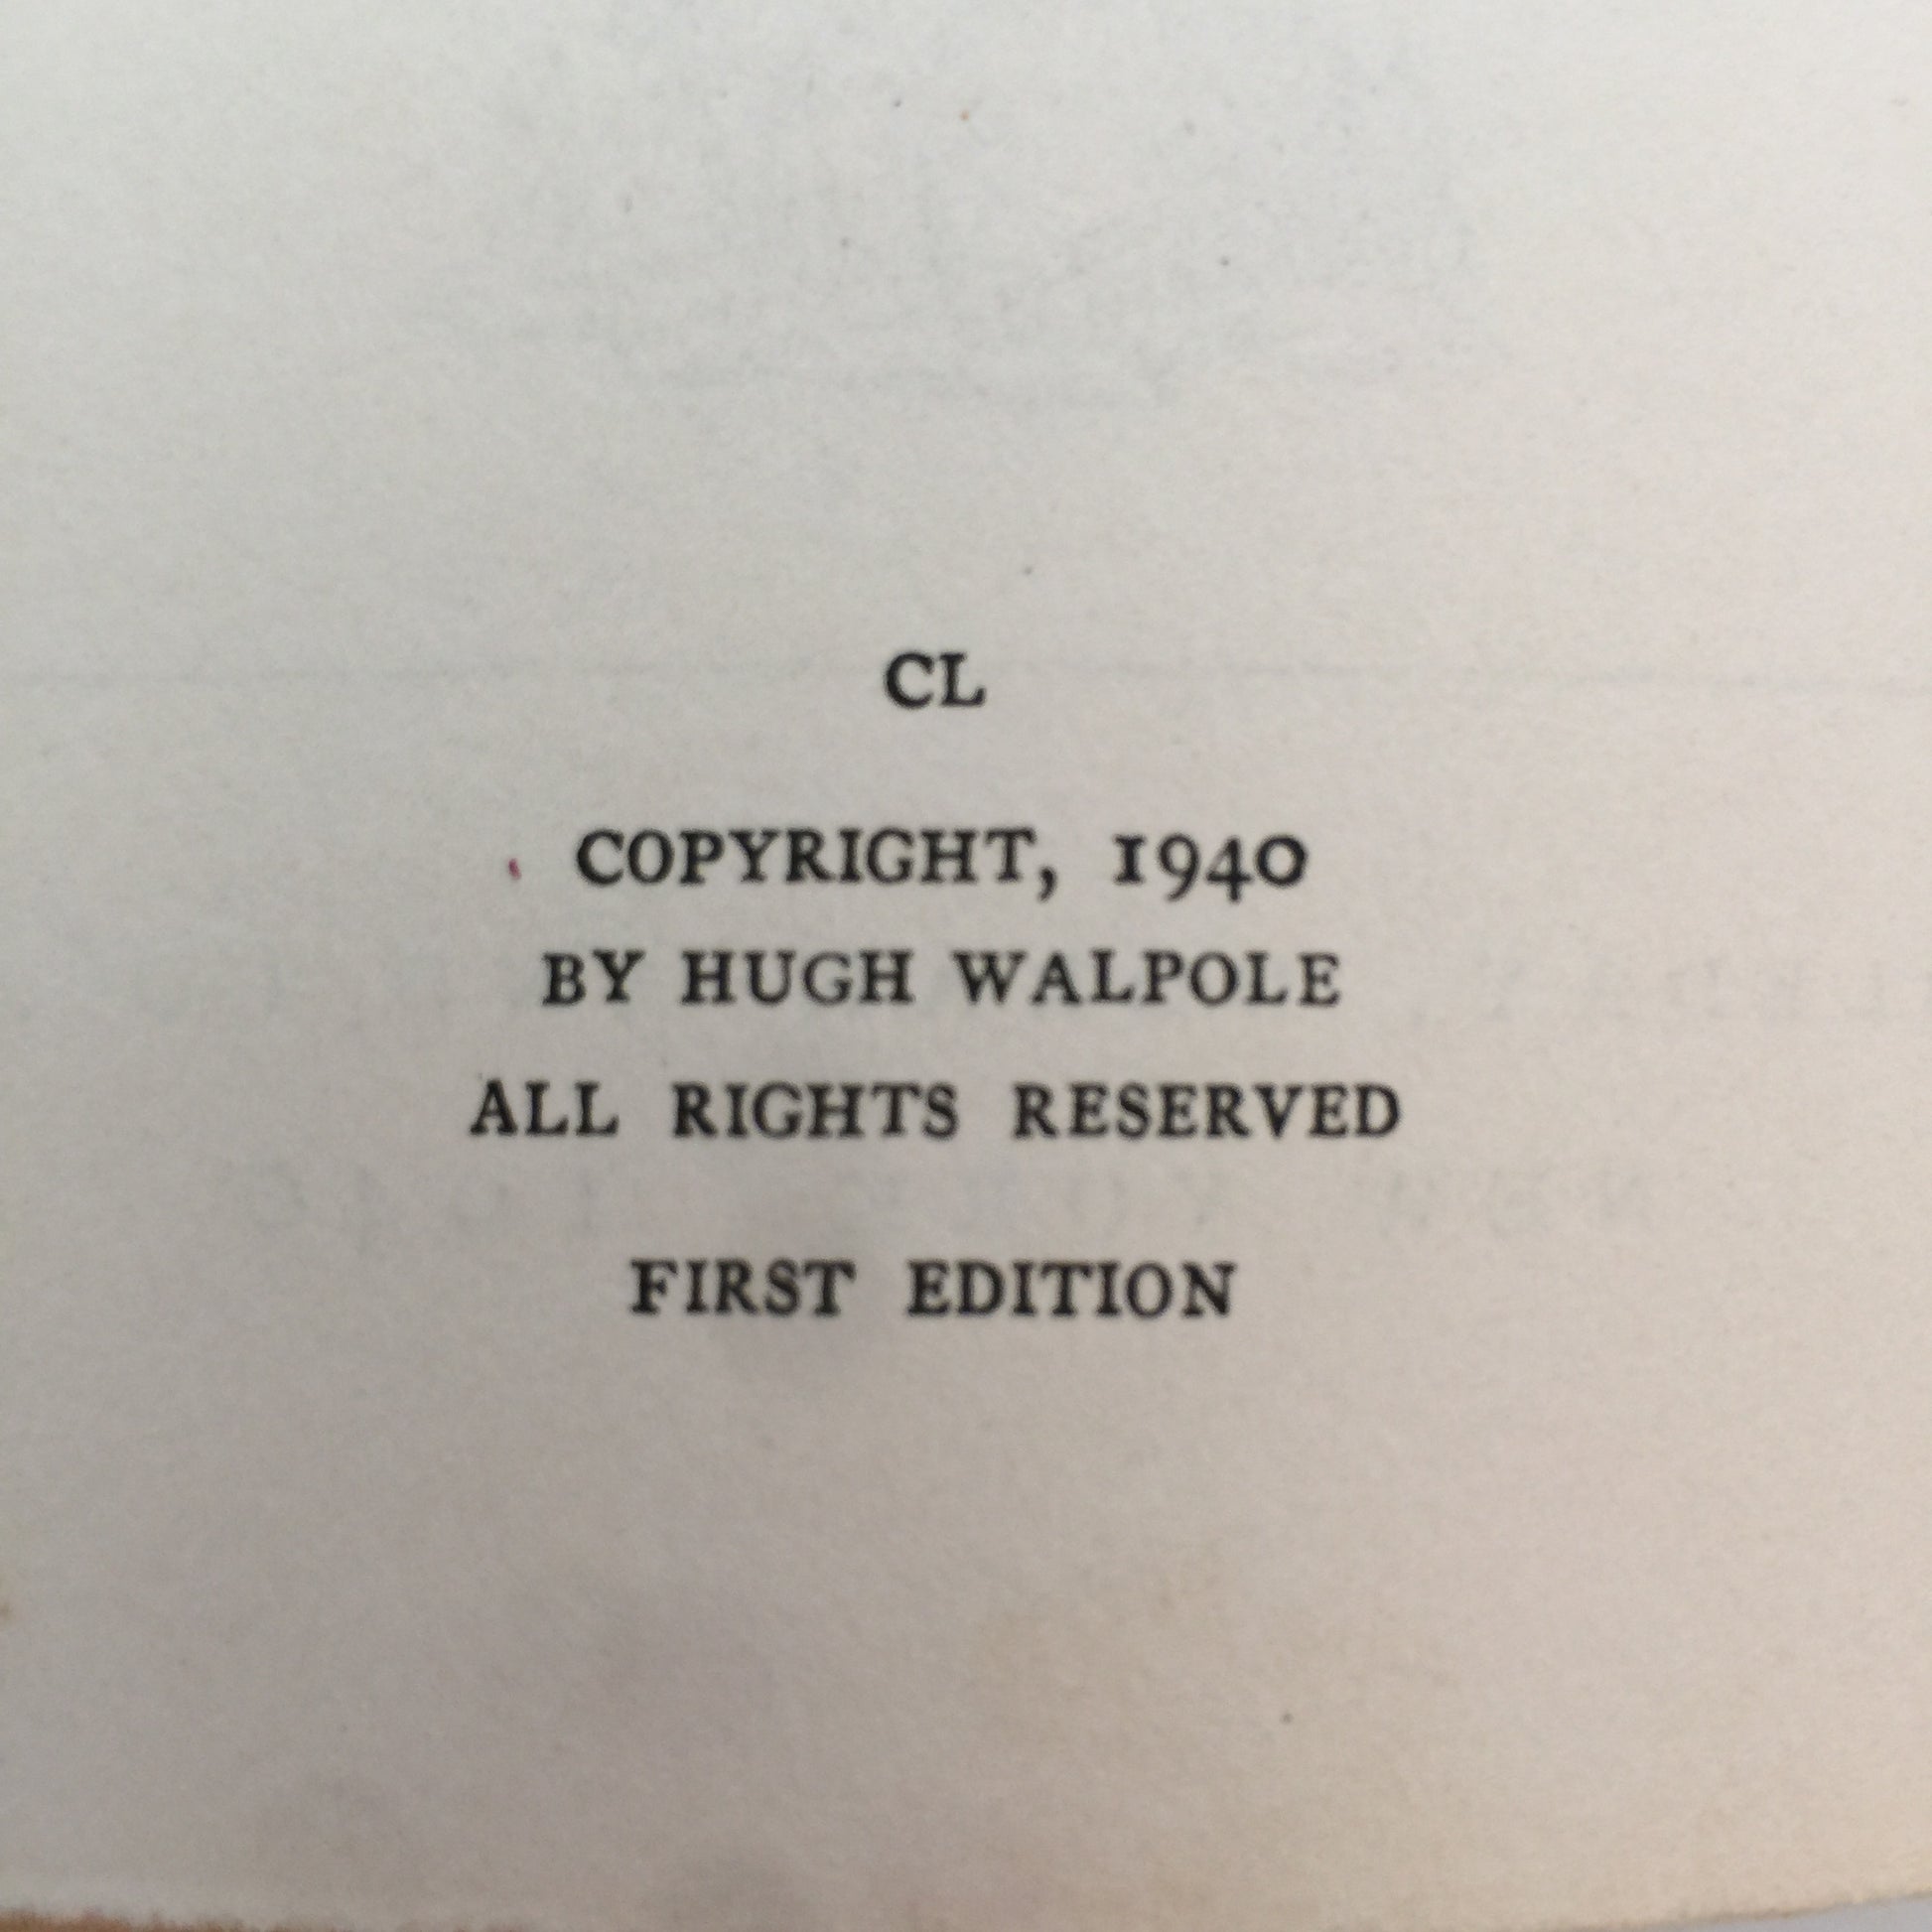 CL
COPYRIGHT, 1940
BY HUGH WALPOLE
ALL RIGHTS RESERVED
FIRST EDITION